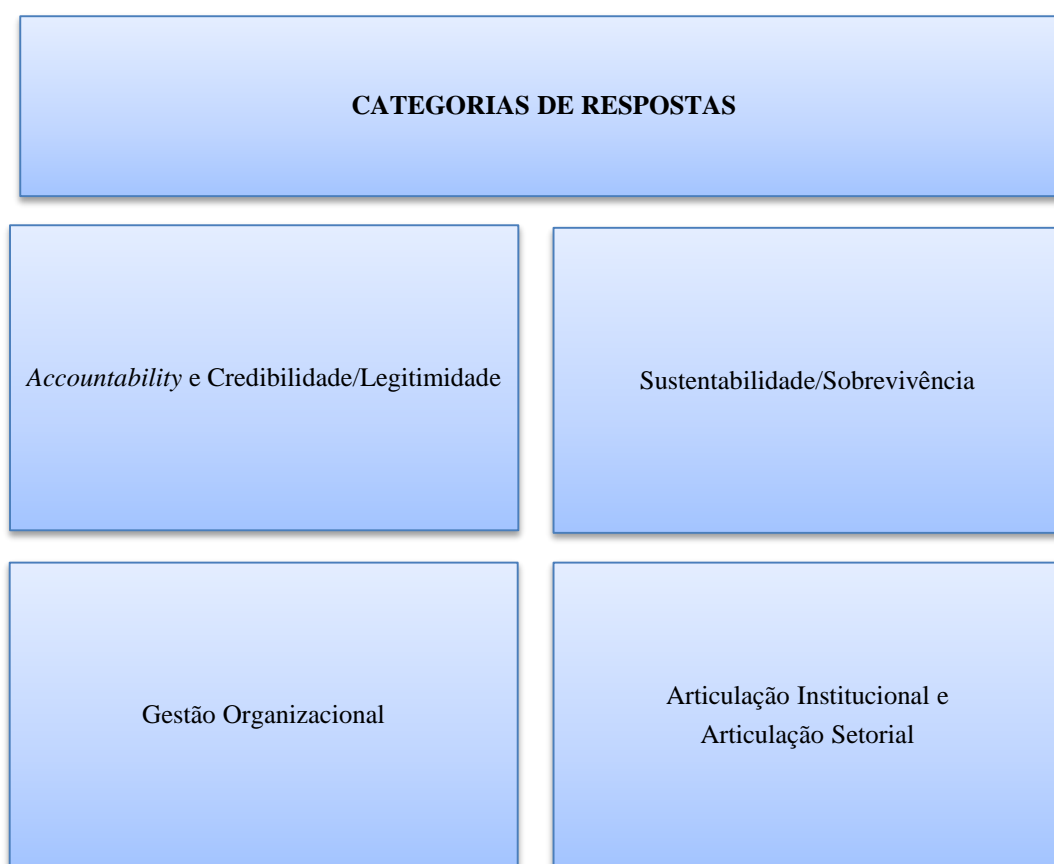 CATEGORIAS DE RESPOSTAS
Accountability e Credibilidade/Legitimidade
Sustentabilidade/Sobrevivência
Gestão Organizacional
Articulação Institucional e
Articulação Setorial